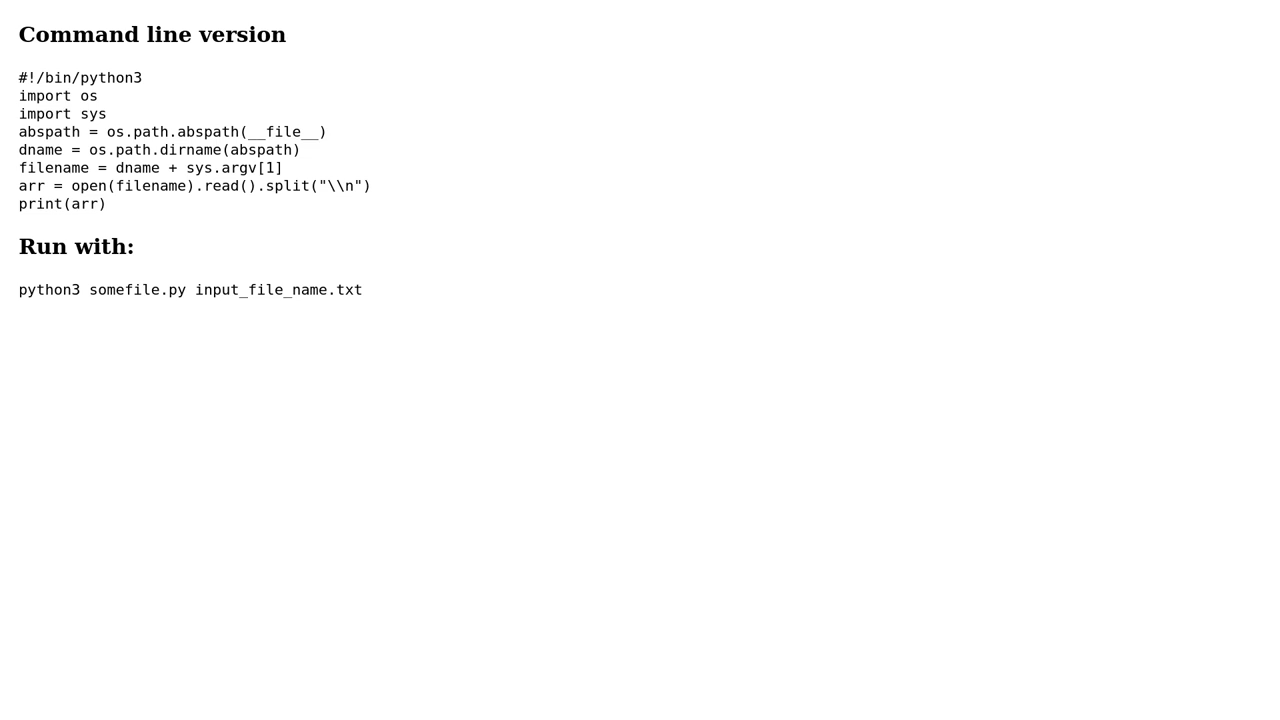 Command line version
#!/bin/python3
import os
import sys
abspath = os.path.abspath(__file__)
dname = os.path.dirname(abspath)
filename = dname + sys.argv[1]
arr = open(filename).read().split("\\n")
print(arr)
Run with:
python3 somefile.py input_file_name.txt